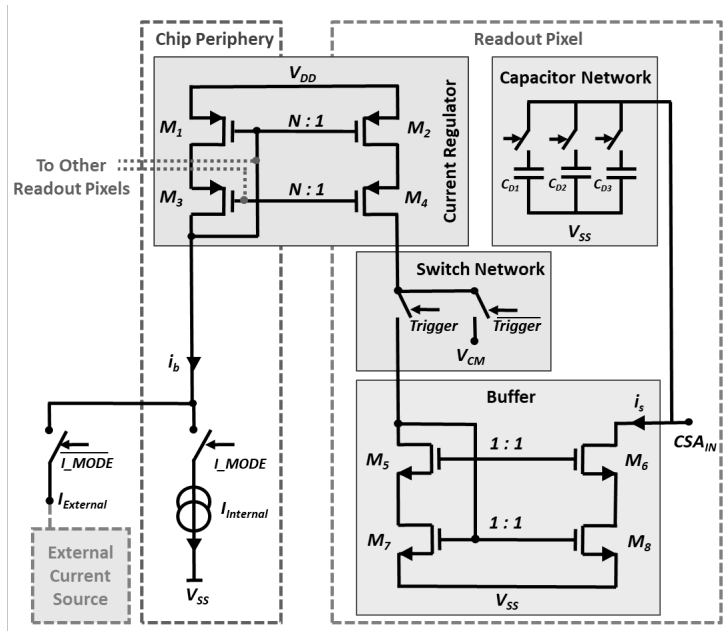 Chip Periphery
Readout Pixel
V_DD
Capacitor Network
M_1
N : 1
M_2
To Other
Readout Pixels
Current Regulator
M_3
N : 1
M_4
C_D1
C_D2
C_D3
V_SS
Switch Network
Trigger
\overline{Trigger}
V_CM
i_b
Buffer
i_s
CSA_IN
\overline{I_MODE}
I_MODE
M_5
1 : 1
M_6
I_External
I_Internal
M_7
1 : 1
M_8
External
Current
Source
V_SS
V_SS